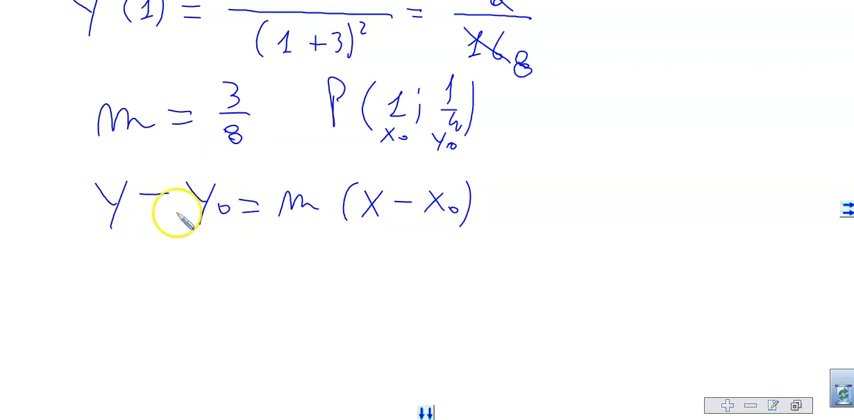 Y'(1) = ─── / (1+3)² = ─── / 16 8
m = 3/8 P (1; 1/4)
x₀ y₀
y - y₀ = m (x - x₀)